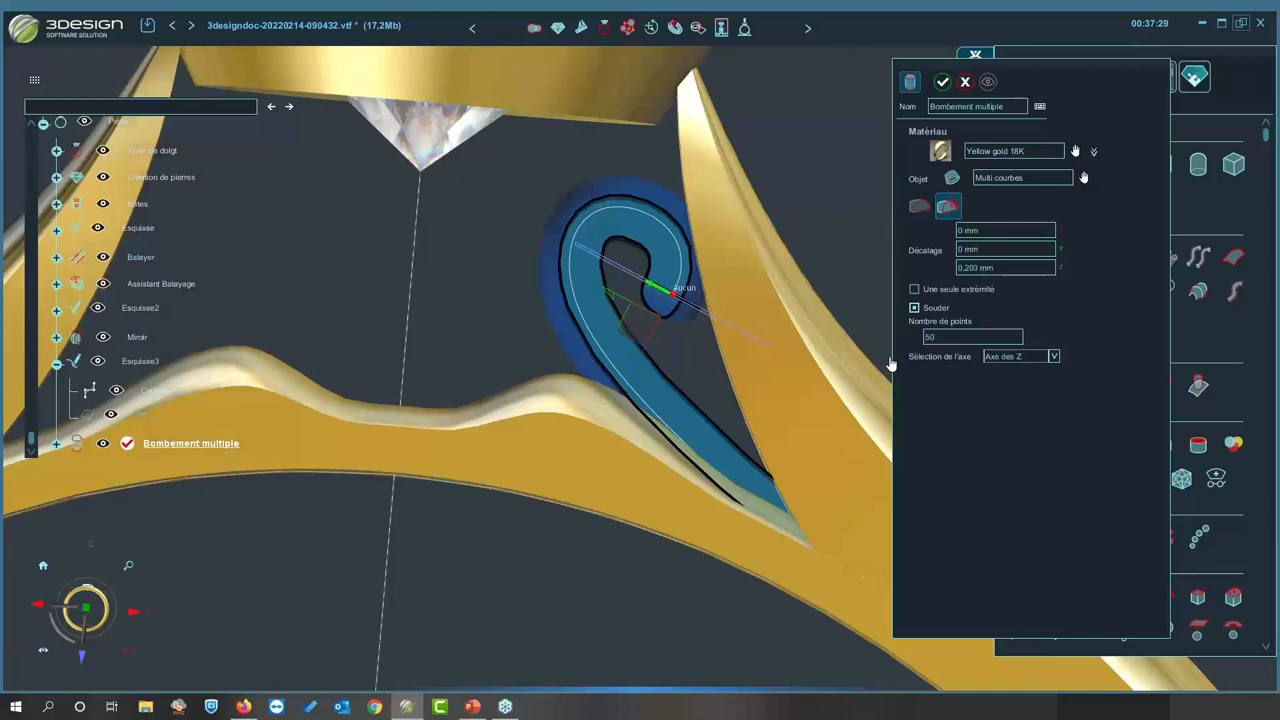 3DESIGN
SOFTWARE SOLUTION
3designdoc-20220214-090432.vtf * (17,2Mb)
00:37:29
doigt
Création de pierres
Bates
Esquisse
Balayer
Assistant Balayage
Esquisse2
Miroir
Esquisse3
Bombement multiple
Aucun
Nom
Bombement multiple
Matériau
Yellow gold 18K
Objet
Multi courbes
0 mm
Décalage
0 mm
0,203 mm
Une seule extrémité
Souder
Nombre de points
50
Sélection de l'axe
Axe des Z